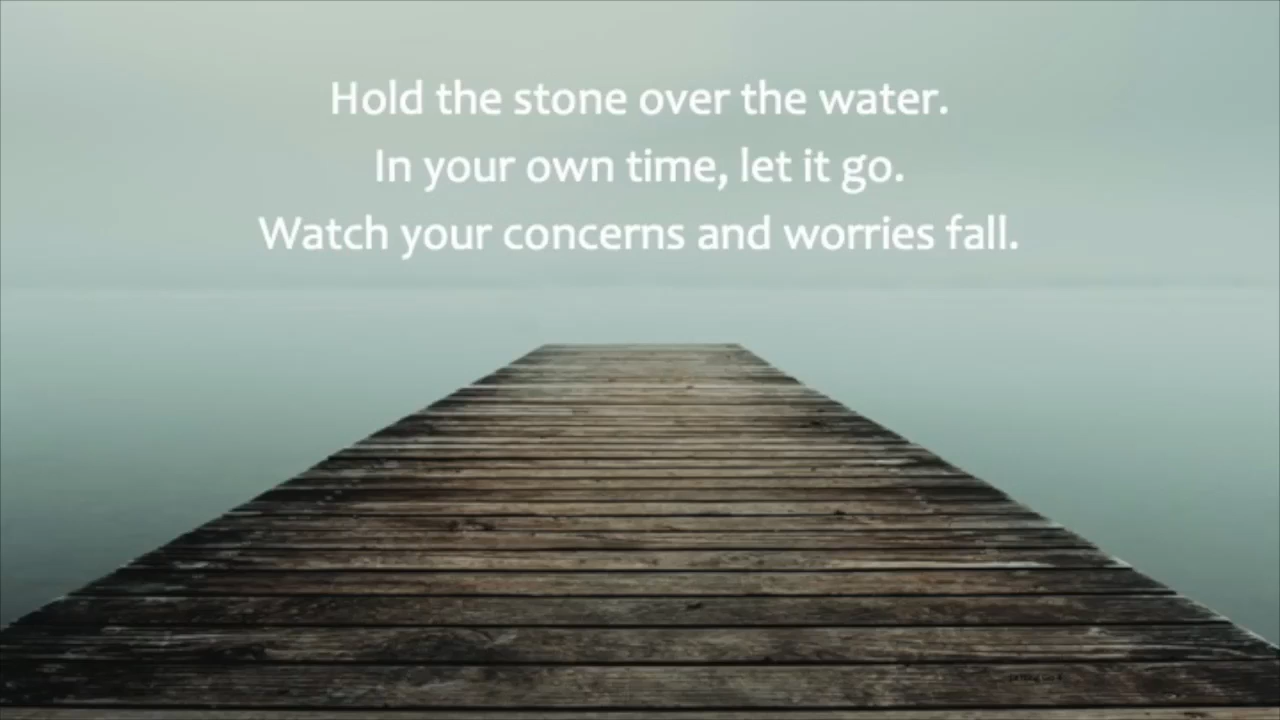 Hold the stone over the water.
In your own time, let it go.
Watch your concerns and worries fall.